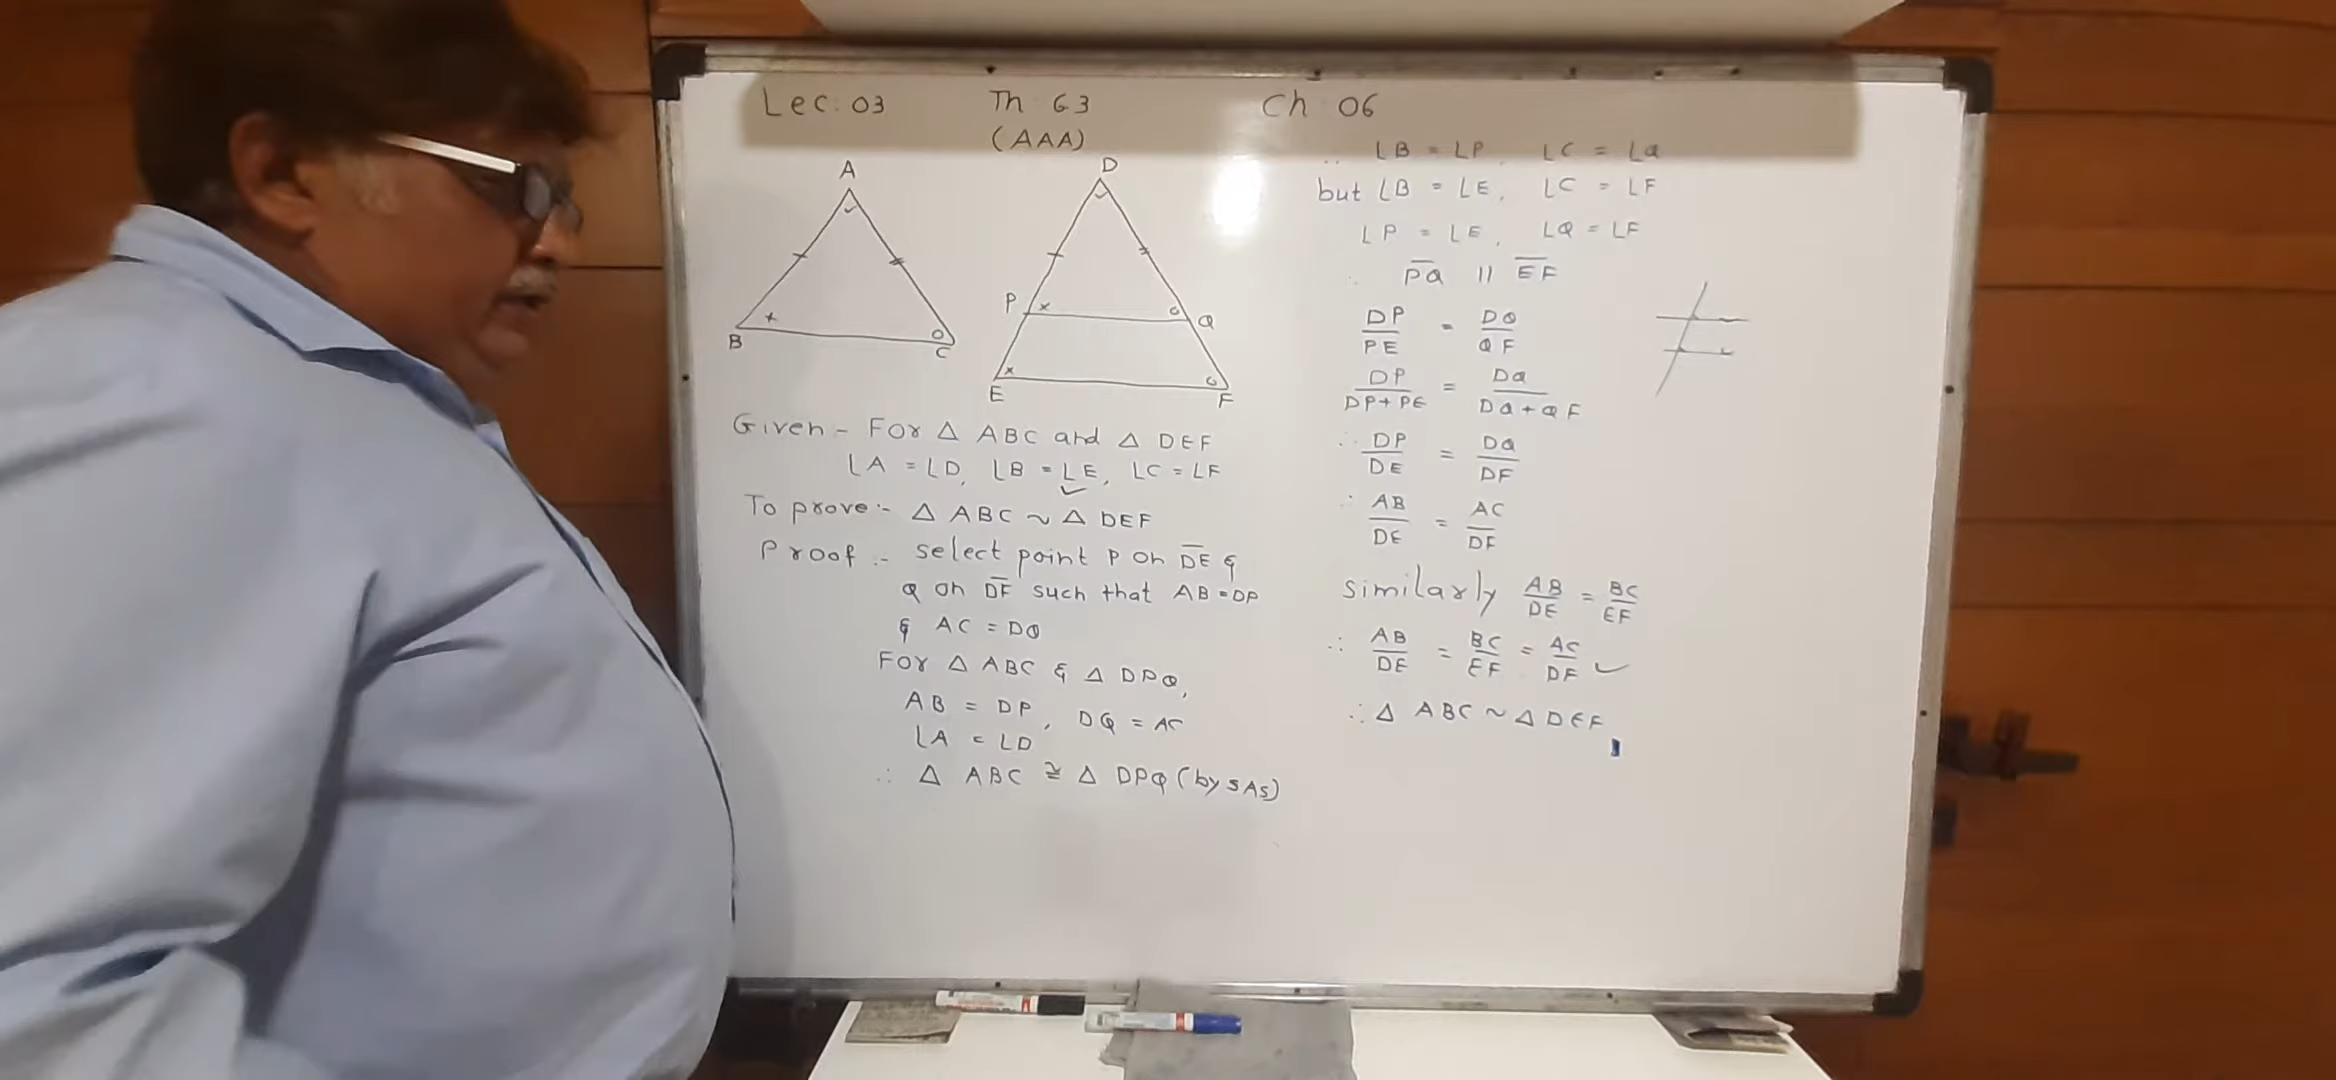 Lec: 03 Th 6.3 Ch 06
(AAA)
A
B
C
D
P
Q
E
F
Given - For △ ABC and △ DEF
∠A = ∠D, ∠B = ∠E, ∠C = ∠F
To prove:- △ ABC ~ △ DEF
Proof :- select point P on DE &
Q on DF such that AB = DP
& AC = DQ
For △ ABC & △ DPQ,
AB = DP, DQ = AC
∠A = ∠D
∴ △ ABC ≅ △ DPQ (by SAS)
∴ ∠B = ∠P, ∠C = ∠Q
but ∠B = ∠E, ∠C = ∠F
∠P = ∠E, ∠Q = ∠F
∴ PQ || EF
DP/PE = DQ/QF
DP/DP+PE = DQ/DQ+QF
∴ DP/DE = DQ/DF
∴ AB/DE = AC/DF
similarly AB/DE = BC/EF
∴ AB/DE = BC/EF = AC/DF
∴ △ ABC ~ △ DEF